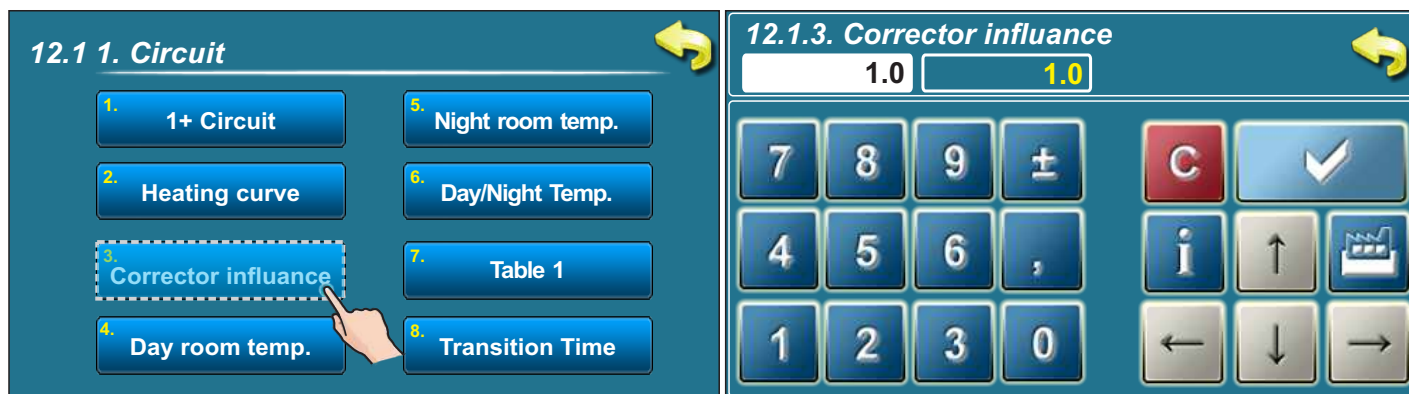 12.1 1. Circuit
1.
1+ Circuit
2.
Heating curve
3.
Corrector influance
4.
Day room temp.
5.
Night room temp.
6.
Day/Night Temp.
7.
Table 1
8.
Transition Time
12.1.3. Corrector influance
1.0 1.0
7 8 9 ± C
4 5 6 , i ↑
1 2 3 0 ← ↓ →